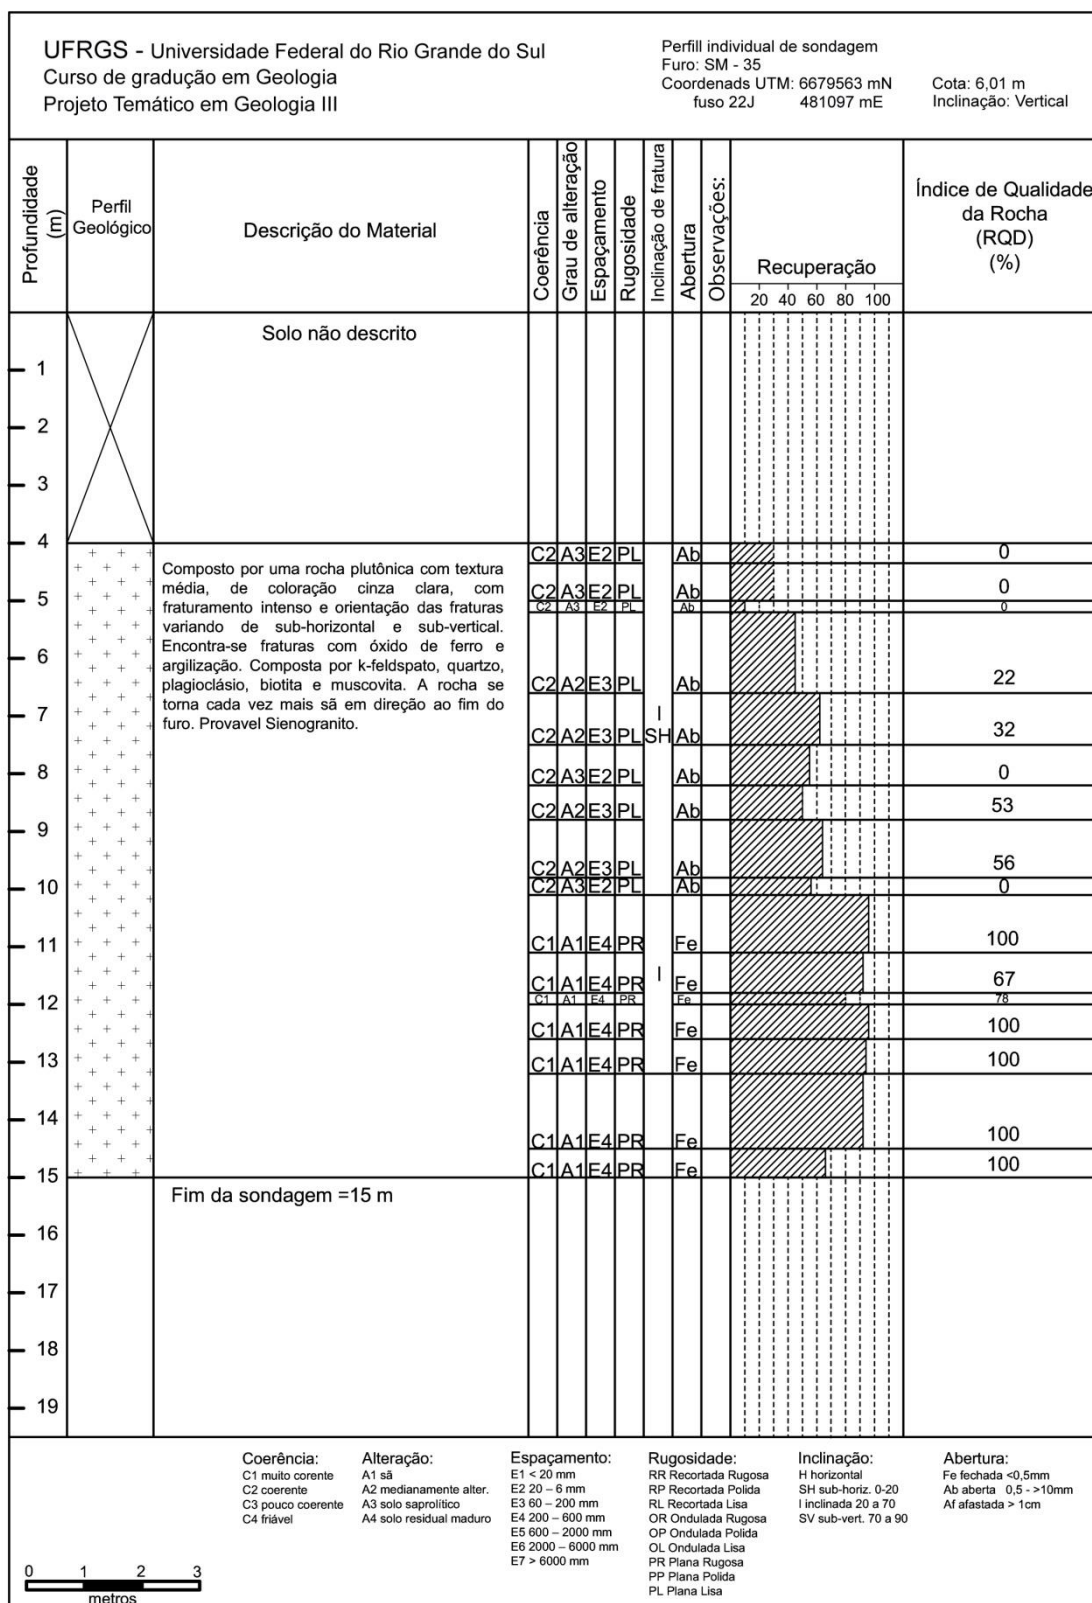 UFRGS - Universidade Federal do Rio Grande do Sul
Curso de gradução em Geologia
Projeto Temático em Geologia III
Perfill individual de sondagem
Furo: SM - 35
Coordenads UTM: 6679563 mN
fuso 22J 481097 mE
Cota: 6,01 m
Inclinação: Vertical
Profundidade (m)
Perfil
Geológico
Descrição do Material
Coerência
Grau de alteração
Espaçamento
Rugosidade
Inclinação de fratura
Abertura
Observações:
Recuperação
20 40 60 80 100
Índice de Qualidade
da Rocha
(RQD)
(%)
Solo não descrito
1
2
3
4
C2 A3 E2 PL Ab 0
Composto por uma rocha plutônica com textura
média, de coloração cinza clara, com
fraturamento intenso e orientação das fraturas
variando de sub-horizontal e sub-vertical.
Encontra-se fraturas com óxido de ferro e
argilização. Composta por k-feldspato, quartzo,
plagioclásio, biotita e muscovita. A rocha se
torna cada vez mais sã em direção ao fim do
furo. Provavel Sienogranito.
C2 A3 E2 PL Ab 0
5
C2 A3 E2 PL Ab 0
6
C2 A2 E3 PL Ab 22
7
I
SH
C2 A2 E3 PL Ab 32
8
C2 A3 E2 PL Ab 0
C2 A2 E3 PL Ab 53
9
C2 A2 E3 PL Ab 56
10
C2 A3 E2 PL Ab 0
11
C1 A1 E4 PR Fe 100
I
C1 A1 E4 PR Fe 67
12
C1 A1 E4 PR Fe 78
C1 A1 E4 PR Fe 100
13
C1 A1 E4 PR Fe 100
14
C1 A1 E4 PR Fe 100
C1 A1 E4 PR Fe 100
15
Fim da sondagem =15 m
16
17
18
19
Coerência:
C1 muito corente
C2 coerente
C3 pouco coerente
C4 friável
Alteração:
A1 sã
A2 medianamente alter.
A3 solo saprolítico
A4 solo residual maduro
Espaçamento:
E1 < 20 mm
E2 20 – 6 mm
E3 60 – 200 mm
E4 200 – 600 mm
E5 600 – 2000 mm
E6 2000 – 6000 mm
E7 > 6000 mm
Rugosidade:
RR Recortada Rugosa
RP Recortada Polida
RL Recortada Lisa
OR Ondulada Rugosa
OP Ondulada Polida
OL Ondulada Lisa
PR Plana Rugosa
PP Plana Polida
PL Plana Lisa
Inclinação:
H horizontal
SH sub-horiz. 0-20
I inclinada 20 a 70
SV sub-vert. 70 a 90
Abertura:
Fe fechada <0,5mm
Ab aberta 0,5 - >10mm
Af afastada > 1cm
0 1 2 3
metros